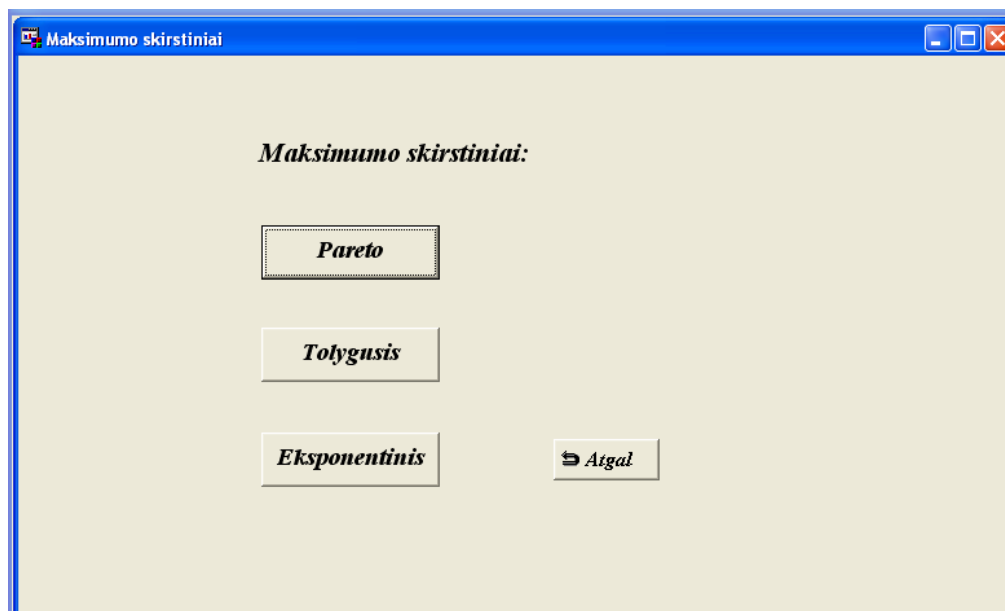 Maksimumo skirstiniai
Maksimumo skirstiniai:
Pareto
Tolygusis
Eksponentinis
Atgal